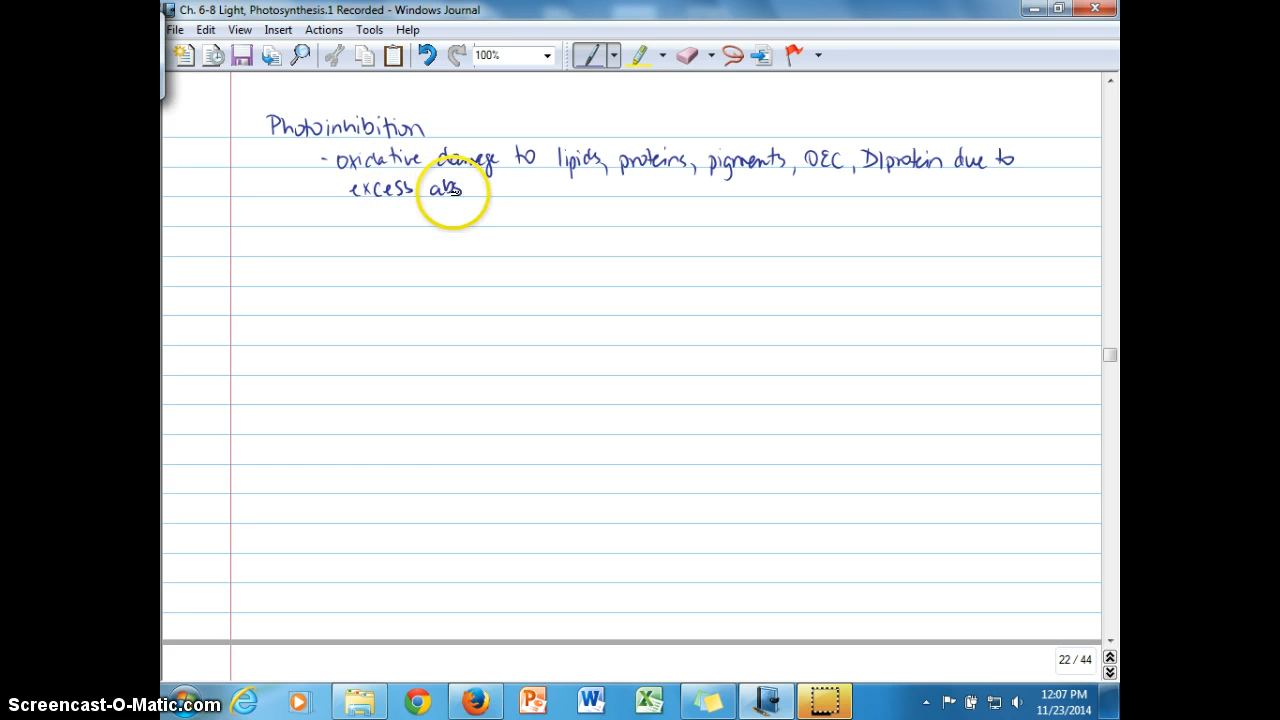 Ch. 6-8 Light, Photosynthesis.1 Recorded - Windows Journal
File Edit View Insert Actions Tools Help
100%
Photoinhibition
- oxidative damage to lipids, proteins, pigments, OEC, D1protein due to
excess abs
22 / 44
12:07 PM
11/23/2014
Screencast-O-Matic.com